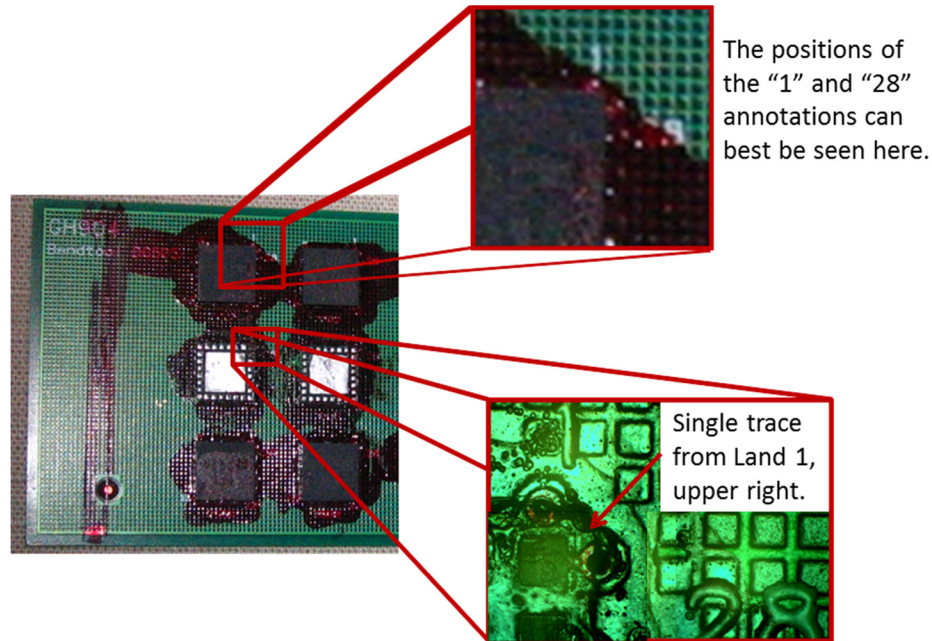 The positions of
the “1” and “28”
annotations can
best be seen here.
GH964
Single trace
from Land 1,
upper right.
28